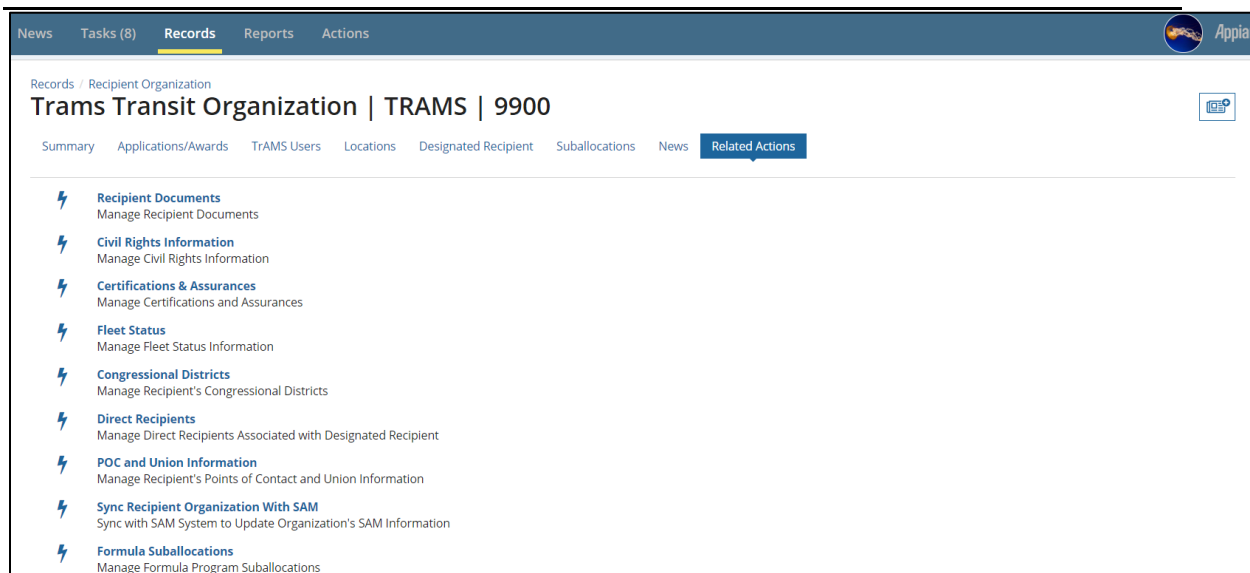 News Tasks (8) Records Reports Actions Appia
Records / Recipient Organization
Trams Transit Organization | TRAMS | 9900
Summary Applications/Awards TrAMS Users Locations Designated Recipient Suballocations News Related Actions
Recipient Documents
Manage Recipient Documents
Civil Rights Information
Manage Civil Rights Information
Certifications & Assurances
Manage Certifications and Assurances
Fleet Status
Manage Fleet Status Information
Congressional Districts
Manage Recipient's Congressional Districts
Direct Recipients
Manage Direct Recipients Associated with Designated Recipient
POC and Union Information
Manage Recipient's Points of Contact and Union Information
Sync Recipient Organization With SAM
Sync with SAM System to Update Organization's SAM Information
Formula Suballocations
Manage Formula Program Suballocations